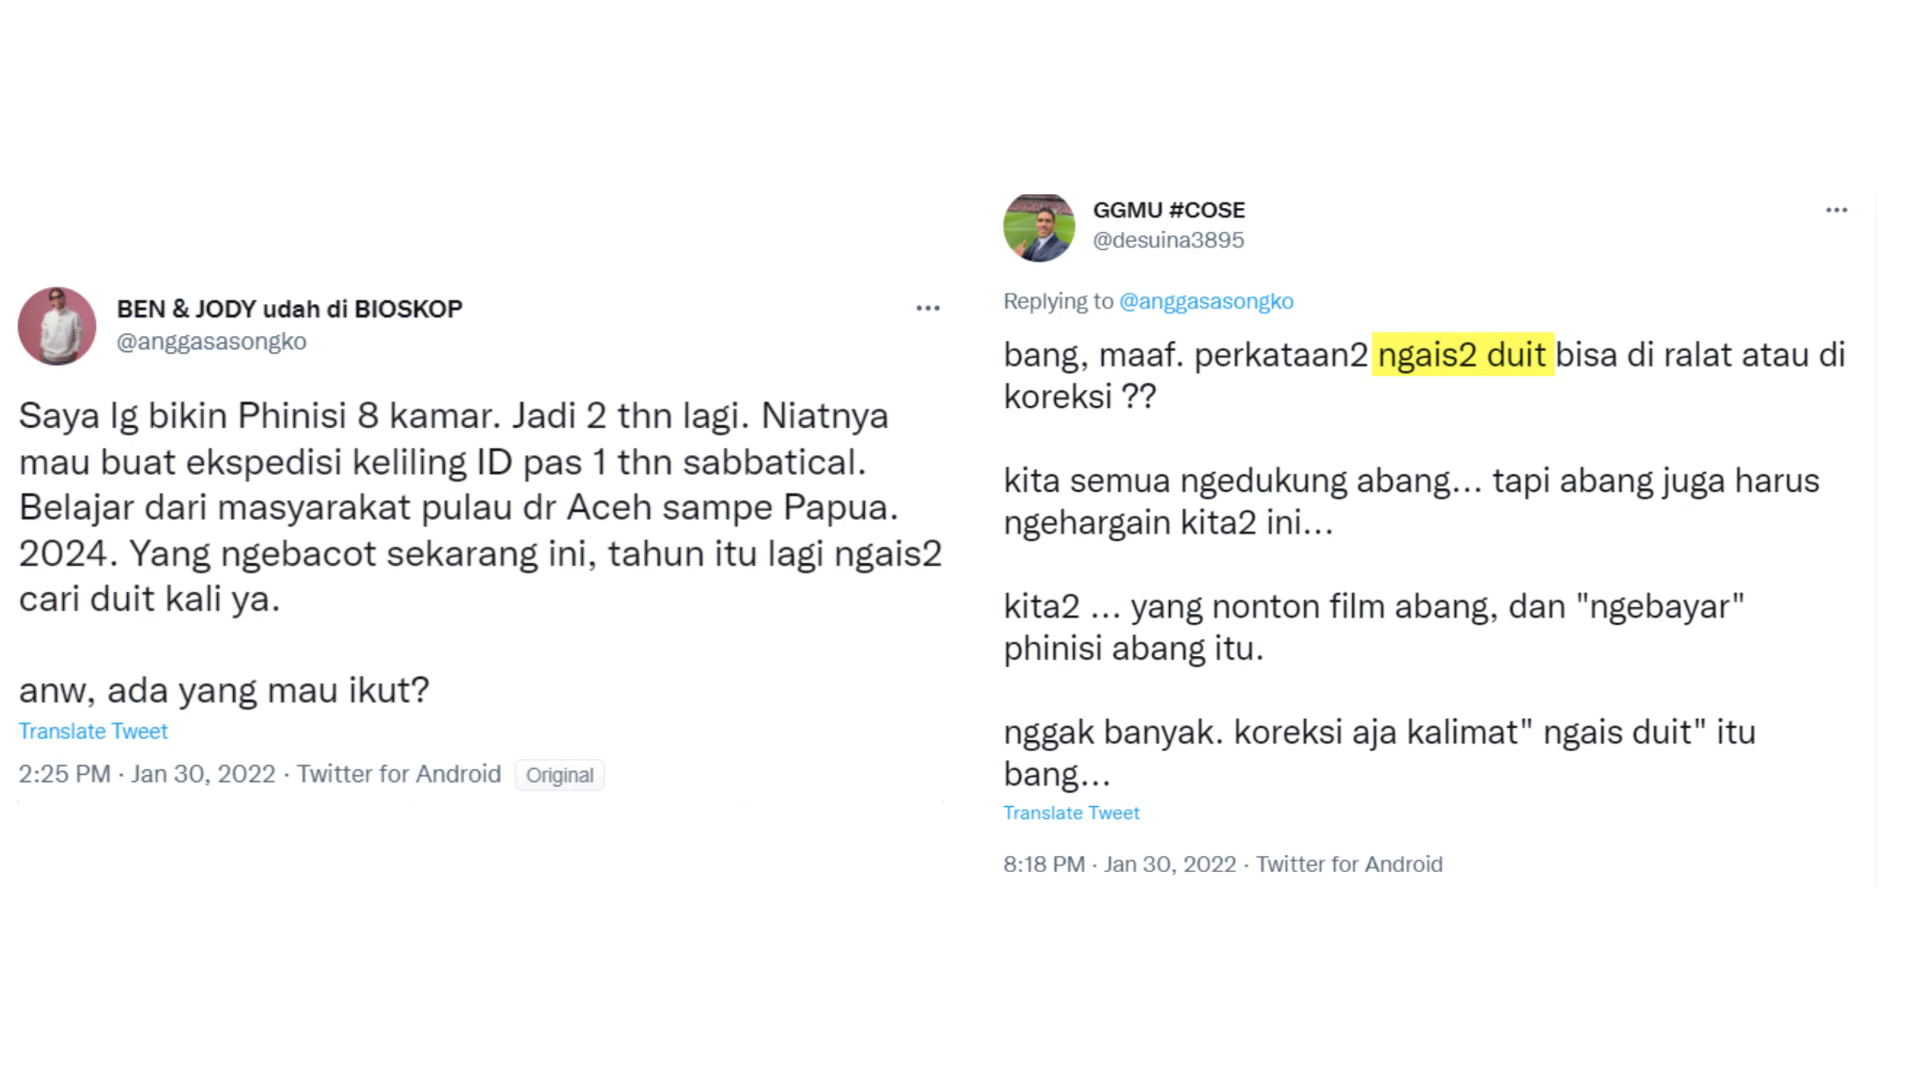 BEN & JODY udah di BIOSKOP
@anggasasongko
Saya lg bikin Phinisi 8 kamar. Jadi 2 thn lagi. Niatnya
mau buat ekspedisi keliling ID pas 1 thn sabbatical.
Belajar dari masyarakat pulau dr Aceh sampe Papua.
2024. Yang ngebacot sekarang ini, tahun itu lagi ngais2
cari duit kali ya.
anw, ada yang mau ikut?
Translate Tweet
2:25 PM · Jan 30, 2022 · Twitter for Android Original
GGMU #COSE
@desuina3895
Replying to @anggasasongko
bang, maaf. perkataan2 ngais2 duit bisa di ralat atau di
koreksi ??
kita semua ngedukung abang... tapi abang juga harus
ngehargain kita2 ini...
kita2 ... yang nonton film abang, dan "ngebayar"
phinisi abang itu.
nggak banyak. koreksi aja kalimat" ngais duit" itu
bang...
Translate Tweet
8:18 PM · Jan 30, 2022 · Twitter for Android